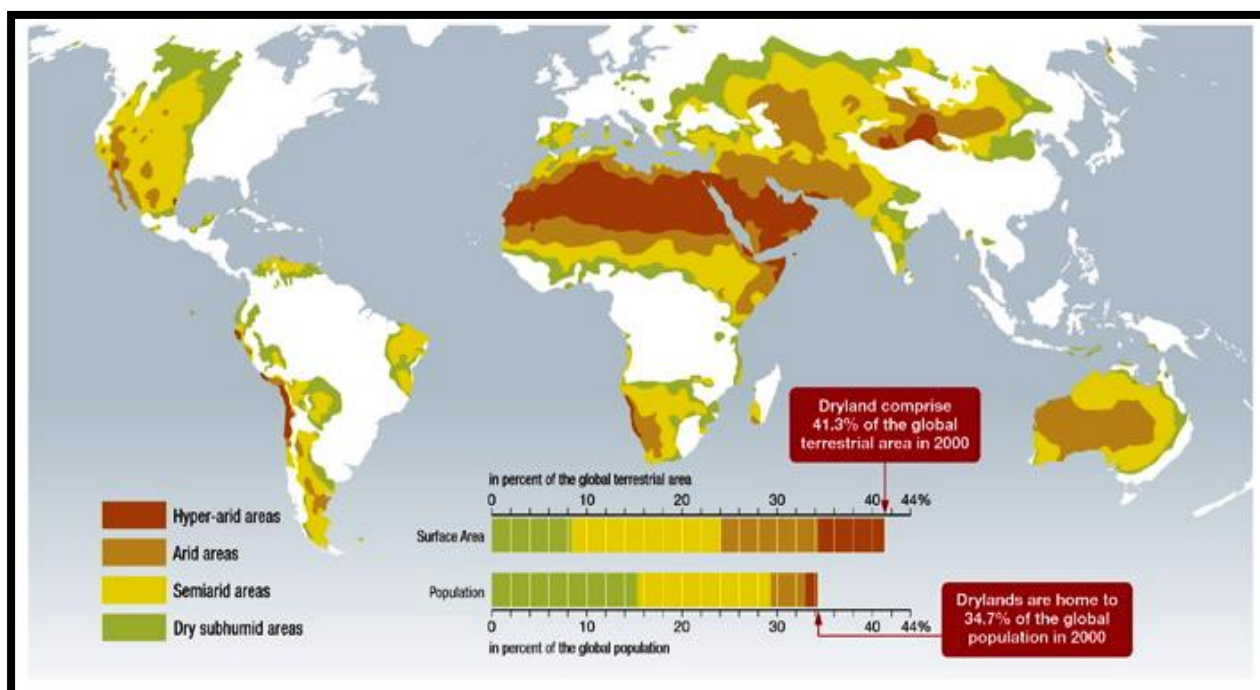 Dryland comprise
41.3% of the global
terrestrial area in 2000
in percent of the global terrestrial area
0 10 20 30 40 44%
Hyper-arid areas
Arid areas
Semiarid areas
Dry subhumid areas
Surface Area
Population
0 10 20 30 40 44%
in percent of the global population
Drylands are home to
34.7% of the global
population in 2000